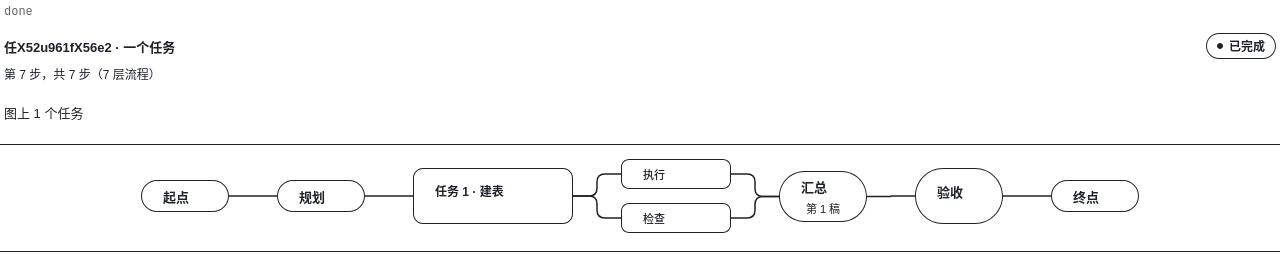 done
任X52u961fX56e2 · 一个任务
已完成
第 7 步，共 7 步（7 层流程）
图上 1 个任务
起点
规划
任务 1 · 建表
执行
检查
汇总
第 1 稿
验收
终点